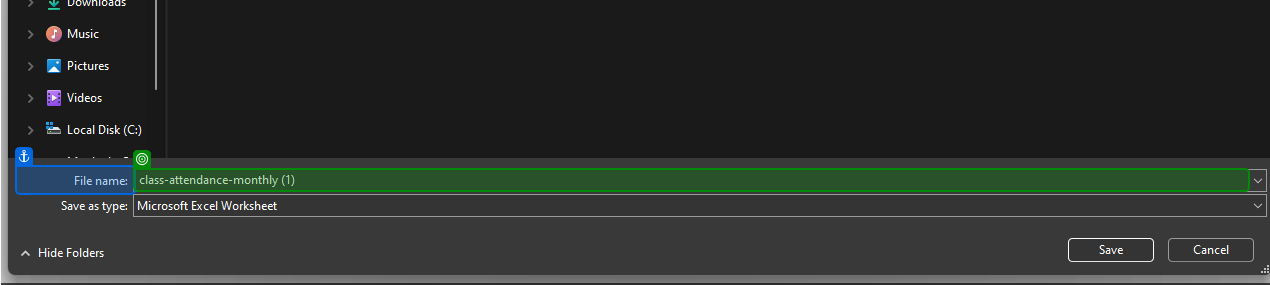 Downloads
Music
Pictures
Videos
Local Disk (C:)
File name: class-attendance-monthly (1)
Save as type: Microsoft Excel Worksheet
Hide Folders
Save
Cancel